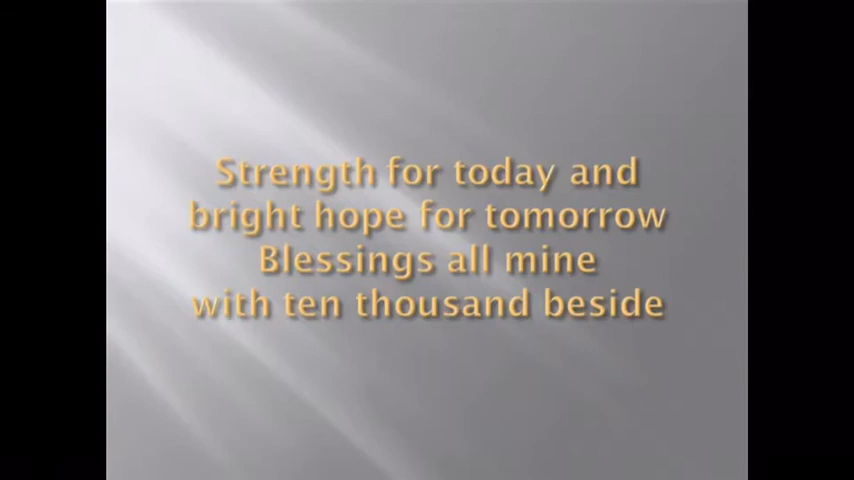 Strength for today and
bright hope for tomorrow
Blessings all mine
with ten thousand beside